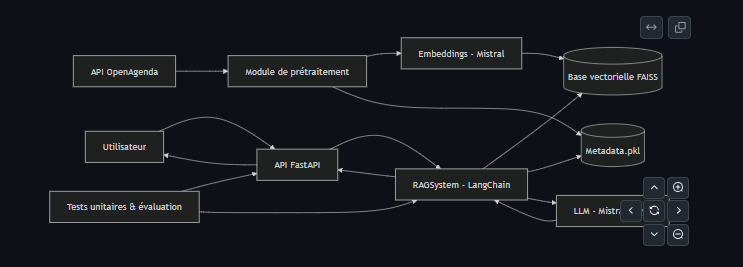 Embeddings - Mistral
API OpenAgenda
Module de prétraitement
Base vectorielle FAISS
Utilisateur
Metadata.pkl
API FastAPI
RAGSystem - LangChain
Tests unitaires & évaluation
LLM -